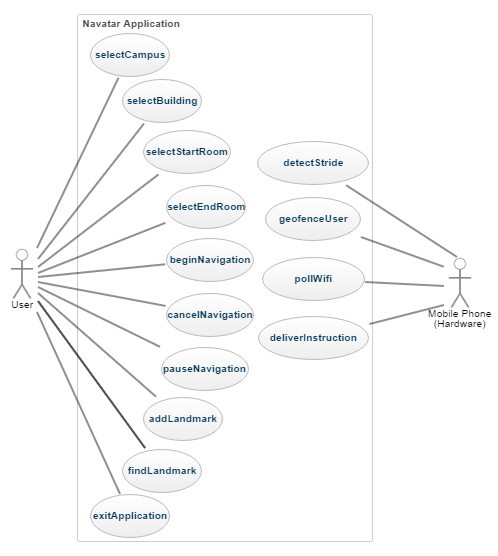 Navatar Application
selectCampus
selectBuilding
selectStartRoom
selectEndRoom
beginNavigation
cancelNavigation
pauseNavigation
addLandmark
findLandmark
exitApplication
detectStride
geofenceUser
pollWifi
deliverInstruction
User
Mobile Phone
(Hardware)